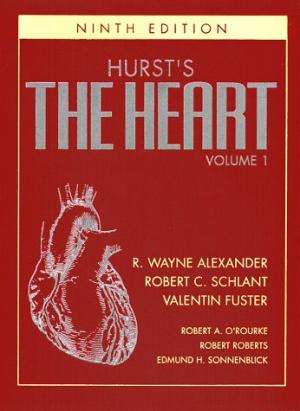 NINTH EDITION
HURST'S
THE HEART
VOLUME 1
R. WAYNE ALEXANDER
ROBERT C. SCHLANT
VALENTIN FUSTER
ROBERT A. O'ROURKE
ROBERT ROBERTS
EDMUND H. SONNENBLICK